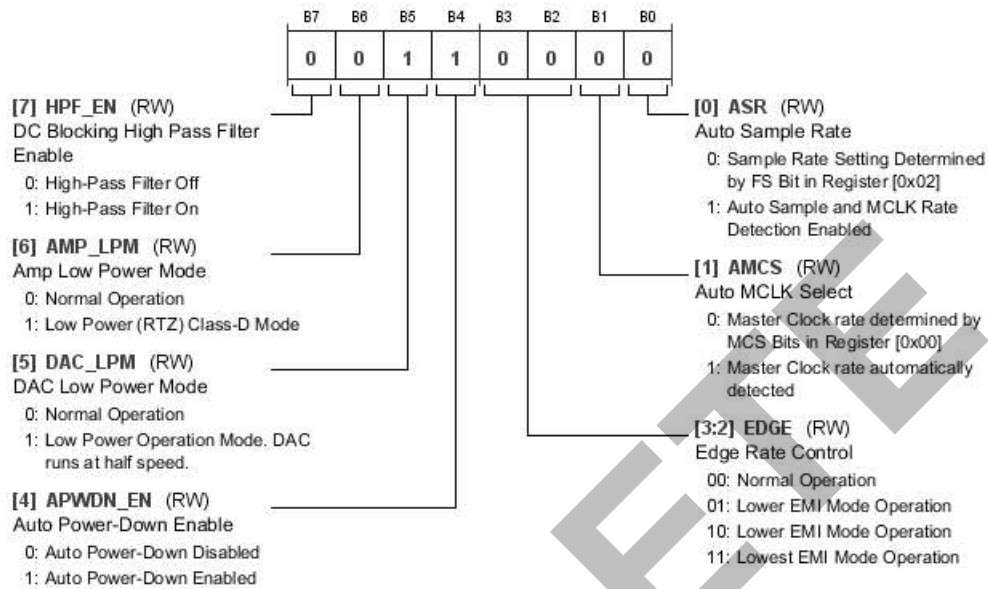 B7 B6 B5 B4 B3 B2 B1 B0
0 0 1 1 0 0 0 0
[7] HPF_EN (RW)
DC Blocking High Pass Filter
Enable
0: High-Pass Filter Off
1: High-Pass Filter On
[6] AMP_LPM (RW)
Amp Low Power Mode
0: Normal Operation
1: Low Power (RTZ) Class-D Mode
[5] DAC_LPM (RW)
DAC Low Power Mode
0: Normal Operation
1: Low Power Operation Mode. DAC
runs at half speed.
[4] APWDN_EN (RW)
Auto Power-Down Enable
0: Auto Power-Down Disabled
1: Auto Power-Down Enabled
[0] ASR (RW)
Auto Sample Rate
0: Sample Rate Setting Determined
by FS Bit in Register [0x02]
1: Auto Sample and MCLK Rate
Detection Enabled
[1] AMCS (RW)
Auto MCLK Select
0: Master Clock rate determined by
MCS Bits in Register [0x00]
1: Master Clock rate automatically
detected
[3:2] EDGE (RW)
Edge Rate Control
00: Normal Operation
01: Lower EMI Mode Operation
10: Lower EMI Mode Operation
11: Lowest EMI Mode Operation
ETE